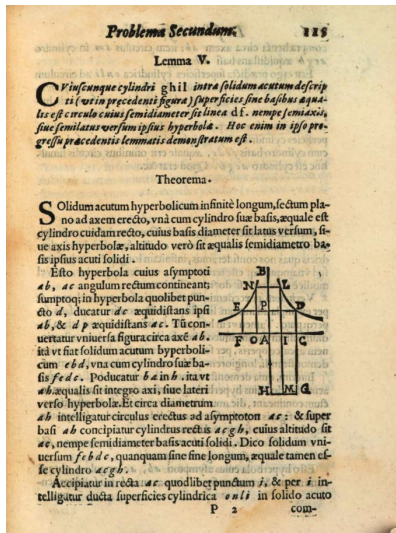 Problema Secundum. 115
Lemma V.
CViuscunque cylindri ghil intra solidum acutum descrip
ti (vt in precedenti figura) superficies sine basibus æqua-
lis est circulo cuius semidiameter sit linea df. nempe semiaxis,
siue semilatus versum ipsius hyperbolæ. Hoc enim in ipso pro-
gressu præcedentis lemmatis demonstratum est.
Theorema.
SOlidum acutum hyperbolicum infinitè longum, sectum pla-
no ad axem erecto, vnà cum cylindro suæ basis, æquale est
cylindro cuidam recto, cuius basis diameter sit latus versum, si-
ue axis hyperbolæ, altitudo verò sit æqualis semidiametro ba-
sis ipsius acuti solidi.
Esto hyperbola cuius asymptoti
ab, ac angulum rectum contineant;
sumptoq; in hyperbola quolibet pun-
cto d, ducatur dc æquidistans ipsi
ab, & dp æquidistans ac. Tū con-
uertatur vniuersa figura circa axē ab.
ita vt fiat solidum acutum hyperboli-
cum ebd, vna cum cylindro suæ ba-
sis fedc. Poducatur ba in h. ita vt
ah æqualis sit integro axi, siue lateri
verso hyperbolæ. Et circa diametrum
ah intelligatur circulus erectus ad asymptoton ac: & super
basi ah concipiatur cylindrus rectus acgh, cuius altitudo sit
ac, nempe semidiameter basis acuti solidi. Dico solidum vni-
uersum febdc, quanquam sine fine longum, æquale tamen es-
se cylindro acgh.
Accipiatur in recta ac quodlibet punctum i, & per i in-
telligatur ducta superficies cylindrica onli in solido acuto
P 2 com-
B
N L
E P D
F O A I C
H M G